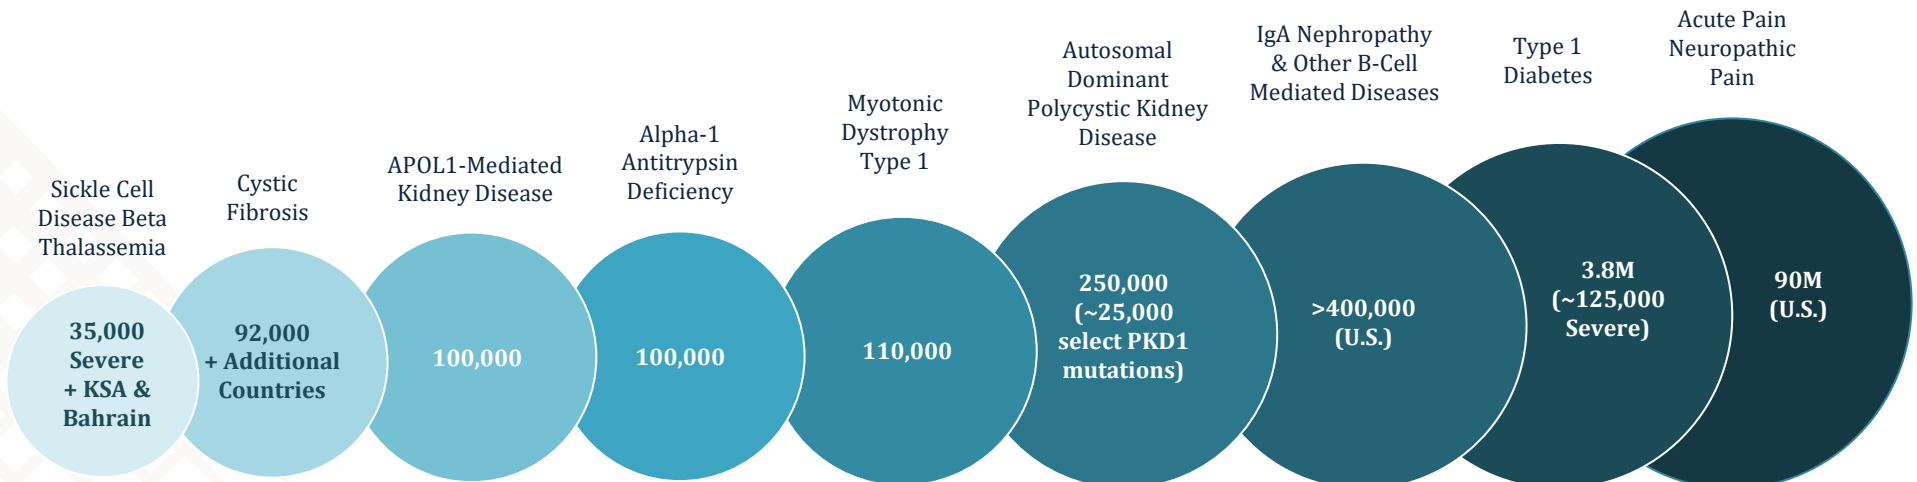 Sickle Cell
Disease Beta
Thalassemia
35,000
Severe
+ KSA &
Bahrain
Cystic
Fibrosis
92,000
+ Additional
Countries
APOL1-Mediated
Kidney Disease
100,000
Alpha-1
Antitrypsin
Deficiency
100,000
Myotonic
Dystrophy
Type 1
110,000
Autosomal
Dominant
Polycystic Kidney
Disease
250,000
(~25,000
select PKD1
mutations)
IgA Nephropathy
& Other B-Cell
Mediated Diseases
>400,000
(U.S.)
Type 1
Diabetes
3.8M
(~125,000
Severe)
Acute Pain
Neuropathic
Pain
90M
(U.S.)